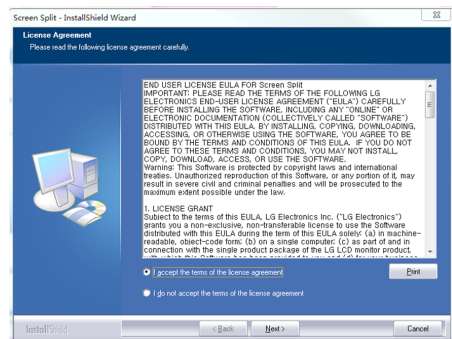 Screen Split - InstallShield Wizard
License Agreement
Please read the following license agreement carefully.
END USER LICENSE EULA FOR Screen Split
IMPORTANT: PLEASE READ THE TERMS OF THE FOLLOWING LG
ELECTRONICS END-USER LICENSE AGREEMENT ("EULA") CAREFULLY
BEFORE INSTALLING THE SOFTWARE, INCLUDING ANY "ONLINE" OR
ELECTRONIC DOCUMENTATION (COLLECTIVELY CALLED "SOFTWARE")
DISTRIBUTED WITH THIS EULA. BY INSTALLING, COPYING, DOWNLOADING,
ACCESSING, OR OTHERWISE USING THE SOFTWARE, YOU AGREE TO BE
BOUND BY THE TERMS AND CONDITIONS OF THIS EULA. IF YOU DO NOT
AGREE TO THESE TERMS AND CONDITIONS, YOU MAY NOT INSTALL,
COPY, DOWNLOAD, ACCESS, OR USE THE SOFTWARE.
Warning: This Software is protected by copyright laws and international
treaties. Unauthorized reproduction of this Software, or any portion of it, may
result in severe civil and criminal penalties and will be prosecuted to the
maximum extent possible under the law.
1. LICENSE GRANT
Subject to the terms of this EULA, LG Electronics Inc. ("LG Electronics")
grants you a non-exclusive, non-transferable license to use the Software
distributed with this EULA during the term of this EULA solely: (a) in machine-
readable, object-code form; (b) on a single computer; (c) as part of and in
connection with the single product package of the LG LCD monitor product,
I accept the terms of the license agreement
Print
I do not accept the terms of the license agreement
InstallShield
< Back
Next >
Cancel